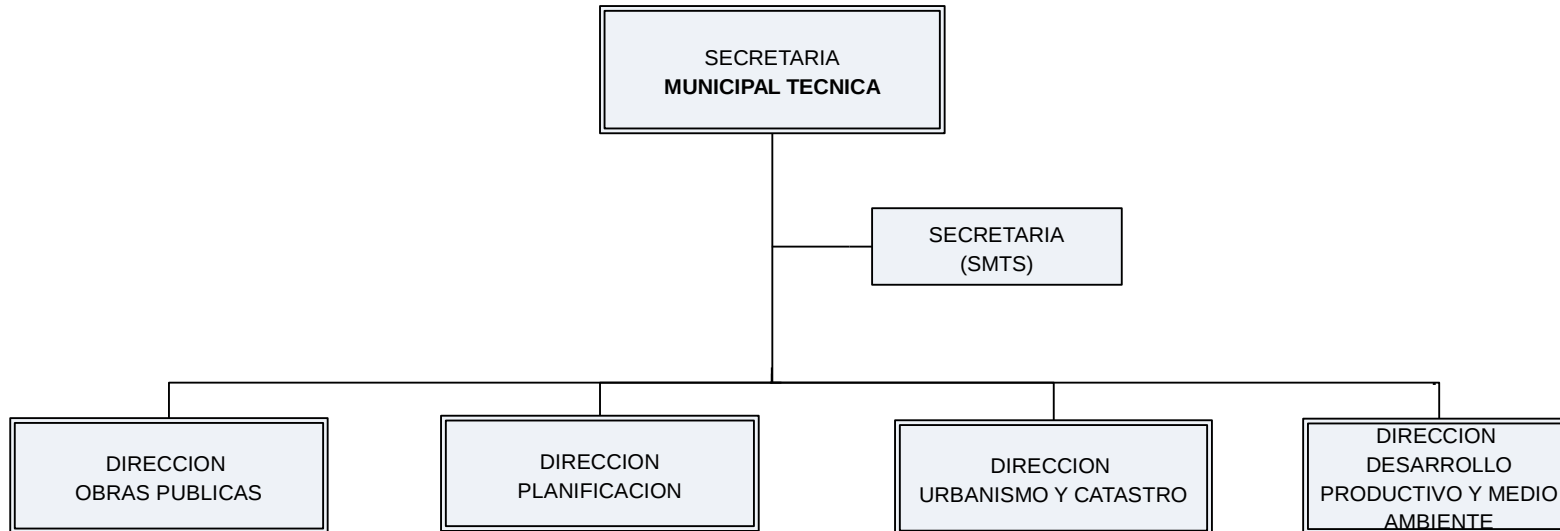 SECRETARIA
MUNICIPAL TECNICA
SECRETARIA
(SMTS)
DIRECCION
OBRAS PUBLICAS
DIRECCION
PLANIFICACION
DIRECCION
URBANISMO Y CATASTRO
DIRECCION
DESARROLLO
PRODUCTIVO Y MEDIO
AMBIENTE